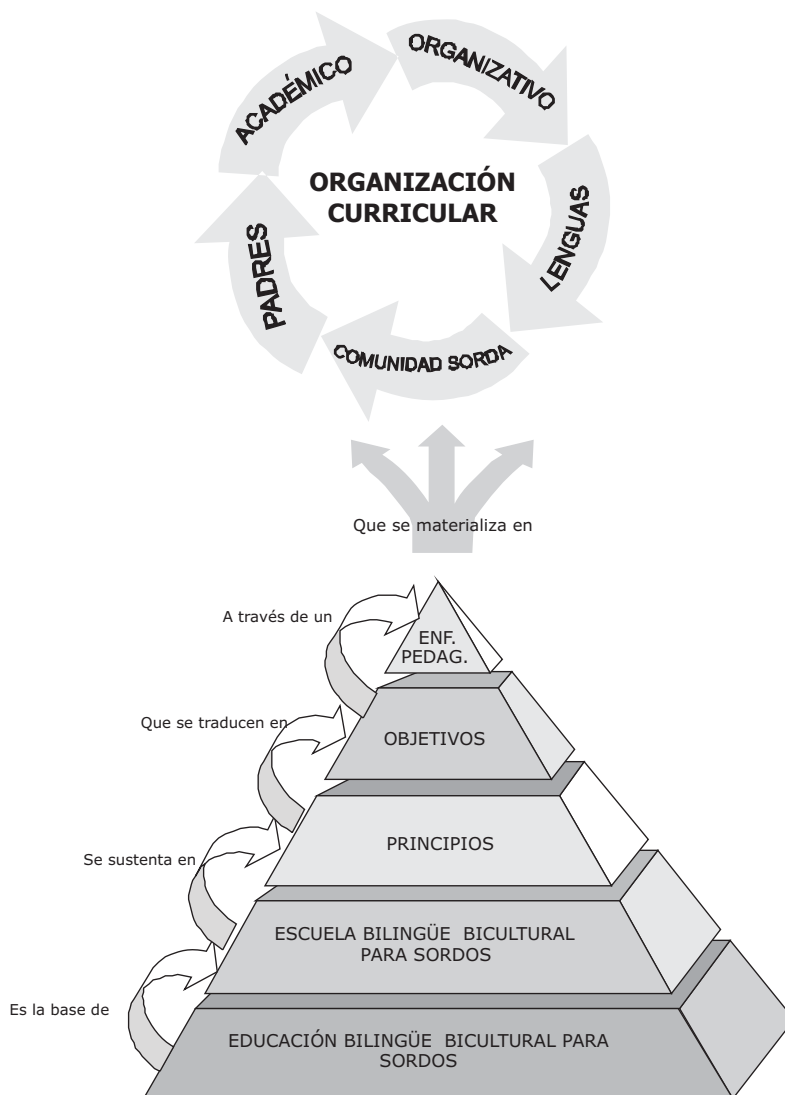 ACADÉMICO
ORGANIZATIVO
LENGUAS
COMUNIDAD SORDA
PADRES
ORGANIZACIÓN
CURRICULAR
Que se materializa en
A través de un
ENF.
PEDAG.
Que se traducen en
OBJETIVOS
Se sustenta en
PRINCIPIOS
ESCUELA BILINGÜE BICULTURAL
PARA SORDOS
Es la base de
EDUCACIÓN BILINGÜE BICULTURAL PARA
SORDOS